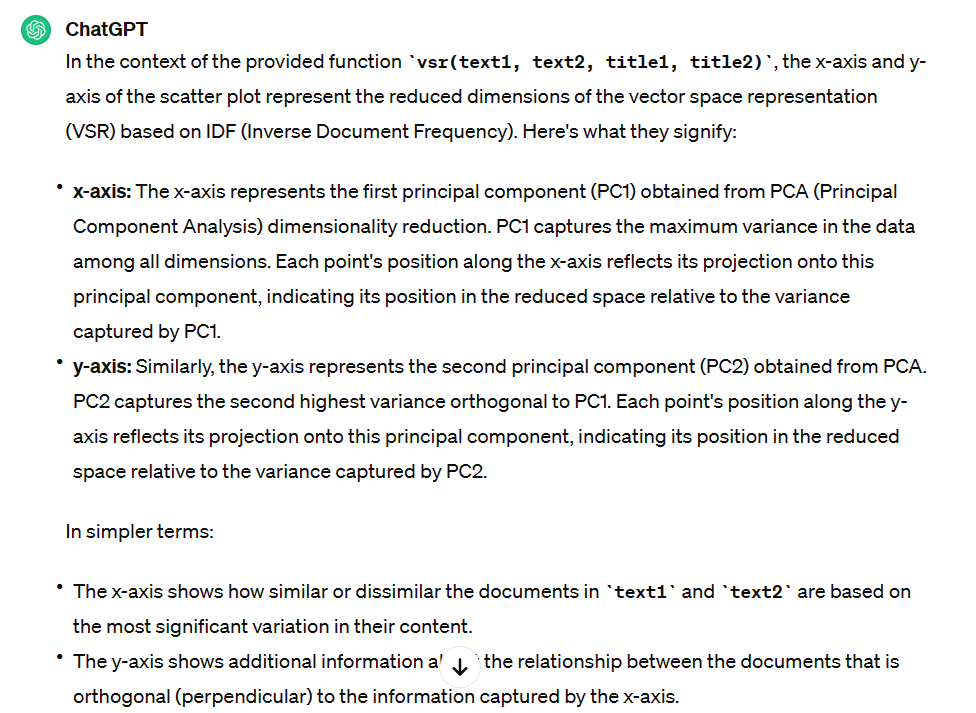 ChatGPT
In the context of the provided function `vsr(text1, text2, title1, title2)`, the x-axis and y-
axis of the scatter plot represent the reduced dimensions of the vector space representation
(VSR) based on IDF (Inverse Document Frequency). Here's what they signify:
• x-axis: The x-axis represents the first principal component (PC1) obtained from PCA (Principal
Component Analysis) dimensionality reduction. PC1 captures the maximum variance in the data
among all dimensions. Each point's position along the x-axis reflects its projection onto this
principal component, indicating its position in the reduced space relative to the variance
captured by PC1.
• y-axis: Similarly, the y-axis represents the second principal component (PC2) obtained from PCA.
PC2 captures the second highest variance orthogonal to PC1. Each point's position along the y-
axis reflects its projection onto this principal component, indicating its position in the reduced
space relative to the variance captured by PC2.
In simpler terms:
• The x-axis shows how similar or dissimilar the documents in `text1` and `text2` are based on
the most significant variation in their content.
• The y-axis shows additional information the relationship between the documents that is
orthogonal (perpendicular) to the information captured by the x-axis.